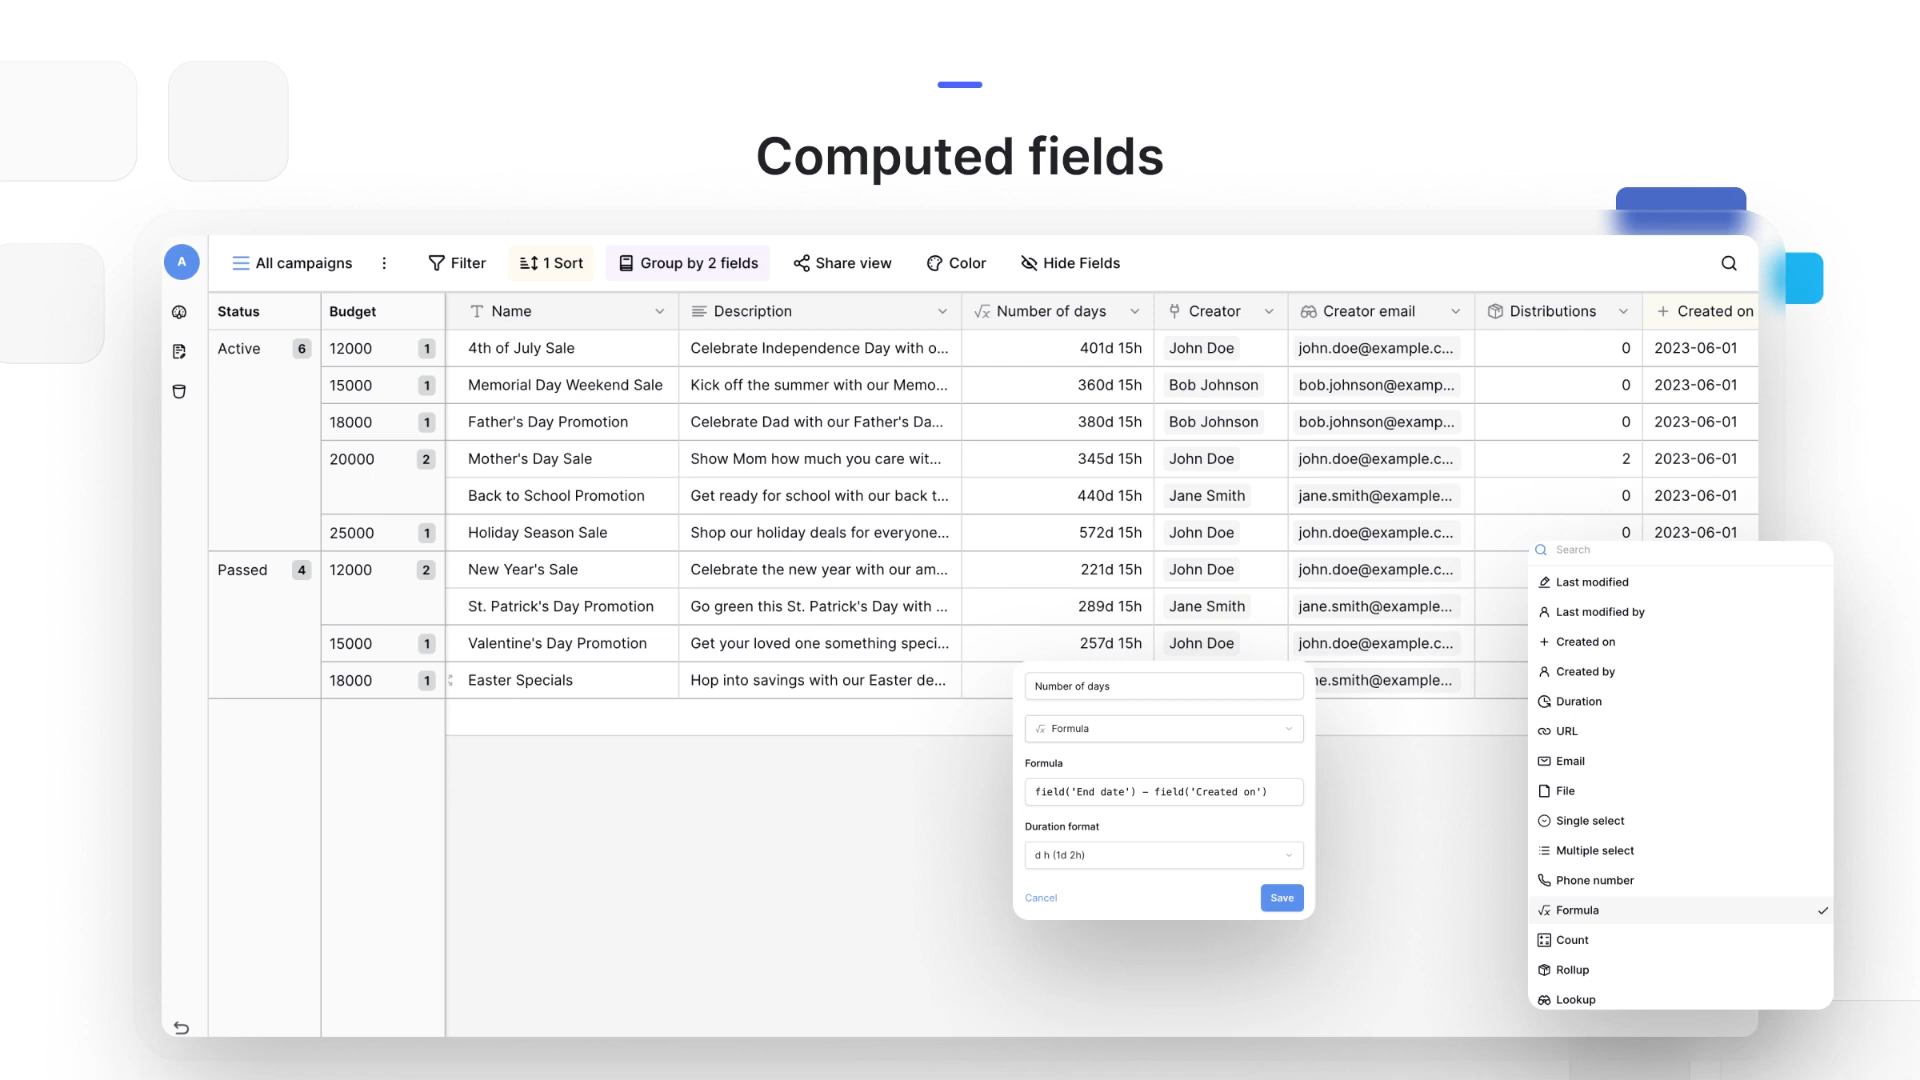 Computed fields
A
All campaigns
Filter
1 Sort
Group by 2 fields
Share view
Color
Hide Fields
Status Budget Name Description Number of days Creator Creator email Distributions Created on
Active 6 12000 1 4th of July Sale Celebrate Independence Day with o... 401d 15h John Doe john.doe@example.c... 0 2023-06-01
15000 1 Memorial Day Weekend Sale Kick off the summer with our Memo... 360d 15h Bob Johnson bob.johnson@examp... 0 2023-06-01
18000 1 Father's Day Promotion Celebrate Dad with our Father's Da... 380d 15h Bob Johnson bob.johnson@examp... 0 2023-06-01
20000 2 Mother's Day Sale Show Mom how much you care wit... 345d 15h John Doe john.doe@example.c... 2 2023-06-01
Back to School Promotion Get ready for school with our back t... 440d 15h Jane Smith jane.smith@example... 0 2023-06-01
25000 1 Holiday Season Sale Shop our holiday deals for everyone... 572d 15h John Doe john.doe@example.c... 0 2023-06-01
Passed 4 12000 2 New Year's Sale Celebrate the new year with our am... 221d 15h John Doe john.doe@example.c...
St. Patrick's Day Promotion Go green this St. Patrick's Day with ... 289d 15h Jane Smith jane.smith@example...
15000 1 Valentine's Day Promotion Get your loved one something speci... 257d 15h John Doe john.doe@example.c...
18000 1 Easter Specials Hop into savings with our Easter de... ne.smith@example...
Number of days
Formula
Formula
field('End date') – field('Created on')
Duration format
d h (1d 2h)
Cancel
Save
Search
Last modified
Last modified by
Created on
Created by
Duration
URL
Email
File
Single select
Multiple select
Phone number
Formula
Count
Rollup
Lookup